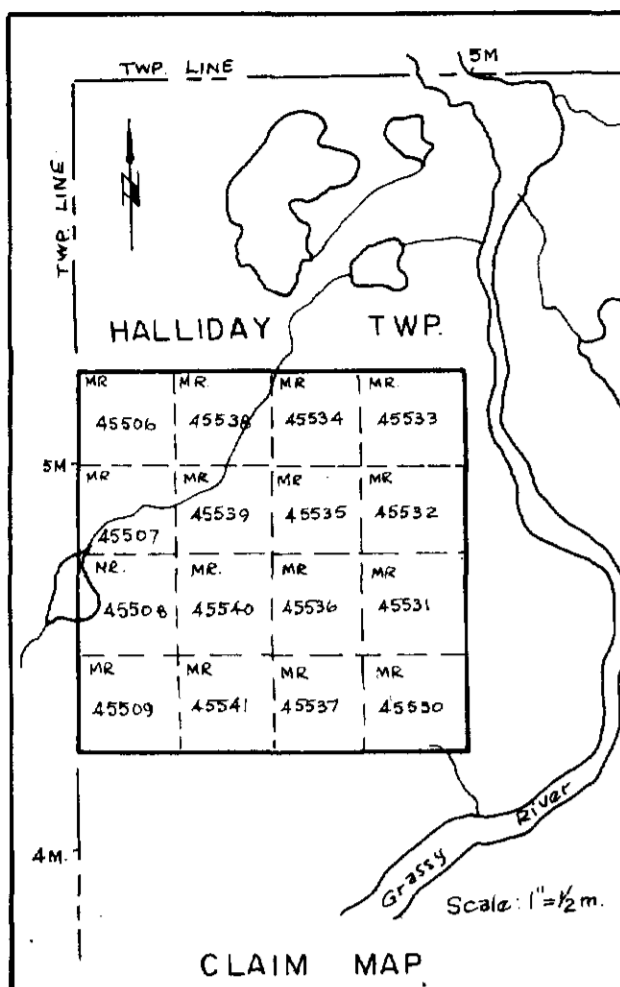 5M
TWP. LINE
TWP. LINE
N
HALLIDAY TWP.
MR MR. MR MR.
45506 45538 45534 45533
5M
MR MR MR MR
45507 45539 45535 45532
MR. MR. MR MR
45508 45540 45536 45531
MR MR MR MR
45509 45541 45537 45530
4M.
Grassy River
Scale: 1"=1/2 m.
CLAIM MAP